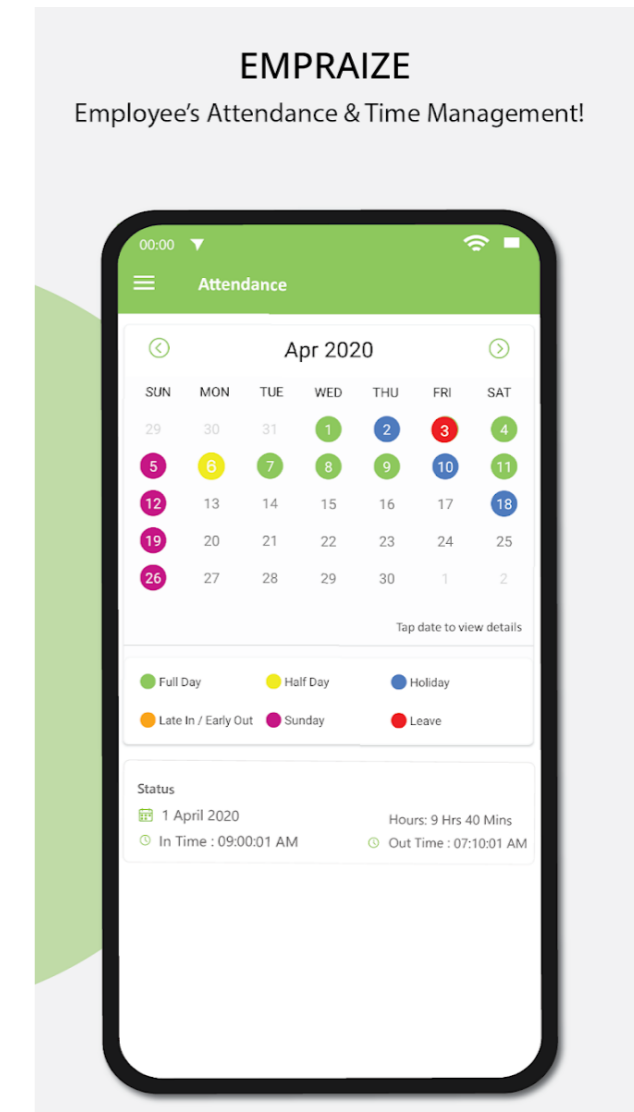 EMPRAIZE
Employee's Attendance & Time Management!
00:00
Attendance
Apr 2020
SUN MON TUE WED THU FRI SAT
29 30 31 1 2 3 4
5 6 7 8 9 10 11
12 13 14 15 16 17 18
19 20 21 22 23 24 25
26 27 28 29 30 1 2
Tap date to view details
Full Day Half Day Holiday
Late In / Early Out Sunday Leave
Status
1 April 2020 Hours: 9 Hrs 40 Mins
In Time : 09:00:01 AM Out Time : 07:10:01 AM